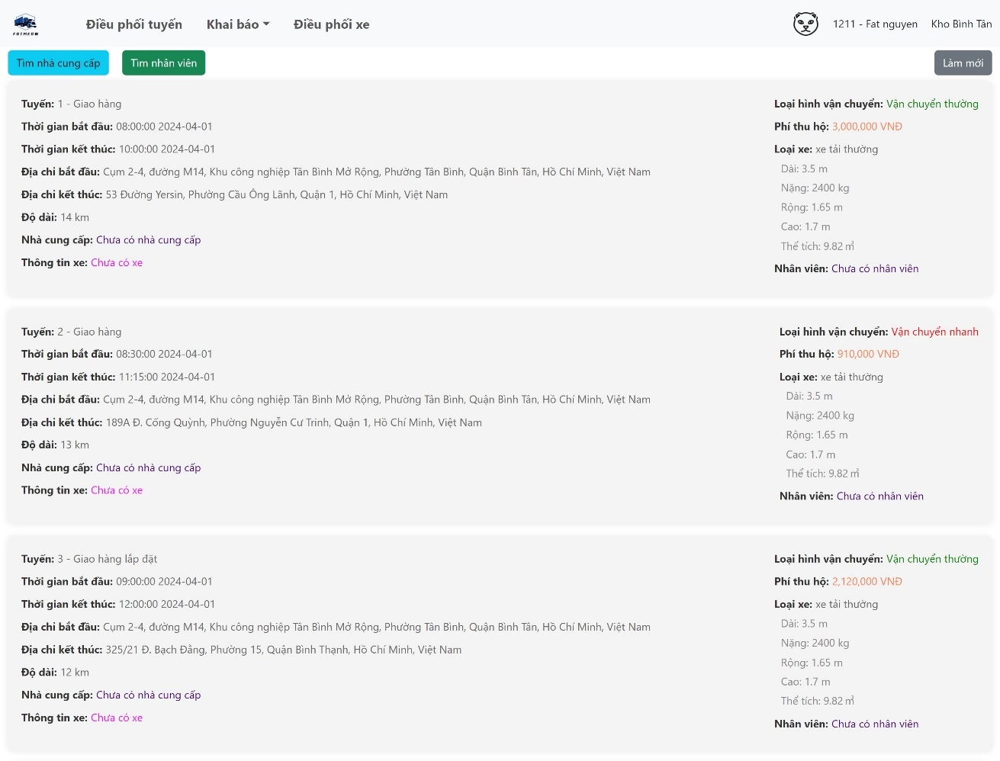 FATMEOW
Điều phối tuyến
Khai báo
Điều phối xe
1211 - Fat nguyen
Kho Bình Tân
Tìm nhà cung cấp
Tìm nhân viên
Làm mới
Tuyến: 1 - Giao hàng
Thời gian bắt đầu: 08:00:00 2024-04-01
Thời gian kết thúc: 10:00:00 2024-04-01
Địa chỉ bắt đầu: Cụm 2-4, đường M14, Khu công nghiệp Tân Bình Mở Rộng, Phường Tân Bình, Quận Bình Tân, Hồ Chí Minh, Việt Nam
Địa chỉ kết thúc: 53 Đường Yersin, Phường Cầu Ông Lãnh, Quận 1, Hồ Chí Minh, Việt Nam
Độ dài: 14 km
Nhà cung cấp: Chưa có nhà cung cấp
Thông tin xe: Chưa có xe
Loại hình vận chuyển: Vận chuyển thường
Phí thu hộ: 3,000,000 VNĐ
Loại xe: xe tải thường
Dài: 3.5 m
Nặng: 2400 kg
Rộng: 1.65 m
Cao: 1.7 m
Thể tích: 9.82 ㎥
Nhân viên: Chưa có nhân viên
Tuyến: 2 - Giao hàng
Thời gian bắt đầu: 08:30:00 2024-04-01
Thời gian kết thúc: 11:15:00 2024-04-01
Địa chỉ bắt đầu: Cụm 2-4, đường M14, Khu công nghiệp Tân Bình Mở Rộng, Phường Tân Bình, Quận Bình Tân, Hồ Chí Minh, Việt Nam
Địa chỉ kết thúc: 189A Đ. Cống Quỳnh, Phường Nguyễn Cư Trinh, Quận 1, Hồ Chí Minh, Việt Nam
Độ dài: 13 km
Nhà cung cấp: Chưa có nhà cung cấp
Thông tin xe: Chưa có xe
Loại hình vận chuyển: Vận chuyển nhanh
Phí thu hộ: 910,000 VNĐ
Loại xe: xe tải thường
Dài: 3.5 m
Nặng: 2400 kg
Rộng: 1.65 m
Cao: 1.7 m
Thể tích: 9.82 ㎥
Nhân viên: Chưa có nhân viên
Tuyến: 3 - Giao hàng lắp đặt
Thời gian bắt đầu: 09:00:00 2024-04-01
Thời gian kết thúc: 12:00:00 2024-04-01
Địa chỉ bắt đầu: Cụm 2-4, đường M14, Khu công nghiệp Tân Bình Mở Rộng, Phường Tân Bình, Quận Bình Tân, Hồ Chí Minh, Việt Nam
Địa chỉ kết thúc: 325/21 Đ. Bạch Đằng, Phường 15, Quận Bình Thạnh, Hồ Chí Minh, Việt Nam
Độ dài: 12 km
Nhà cung cấp: Chưa có nhà cung cấp
Thông tin xe: Chưa có xe
Loại hình vận chuyển: Vận chuyển thường
Phí thu hộ: 2,120,000 VNĐ
Loại xe: xe tải thường
Dài: 3.5 m
Nặng: 2400 kg
Rộng: 1.65 m
Cao: 1.7 m
Thể tích: 9.82 ㎥
Nhân viên: Chưa có nhân viên